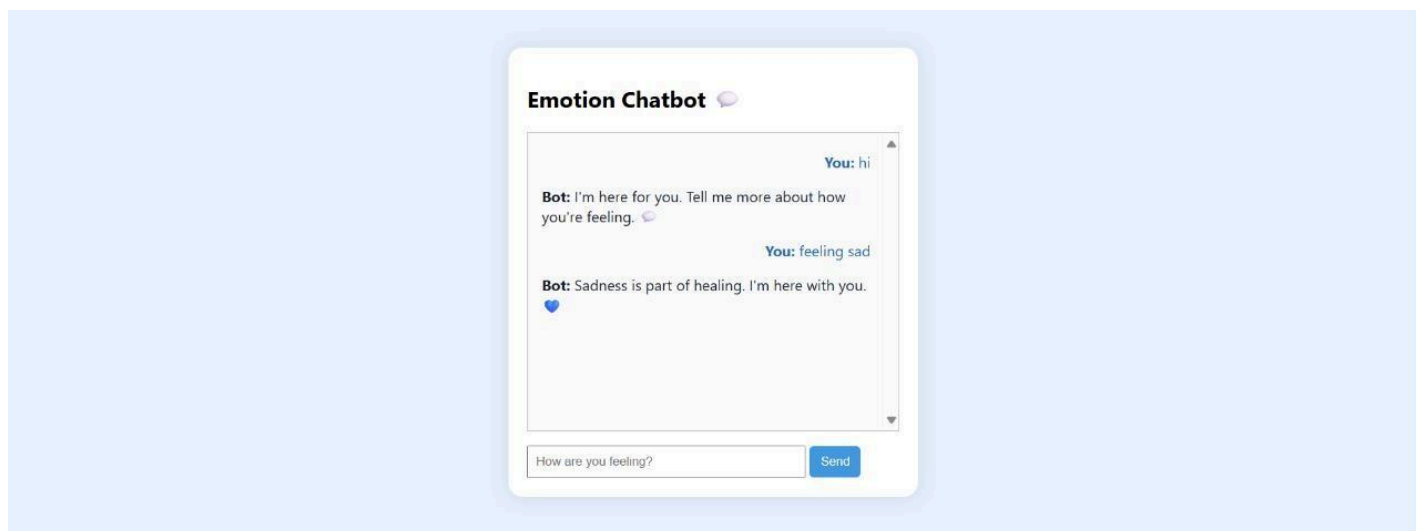 Emotion Chatbot 💬
You: hi
Bot: I'm here for you. Tell me more about how
you're feeling. 💬
You: feeling sad
Bot: Sadness is part of healing. I'm here with you.
💙
How are you feeling?
Send